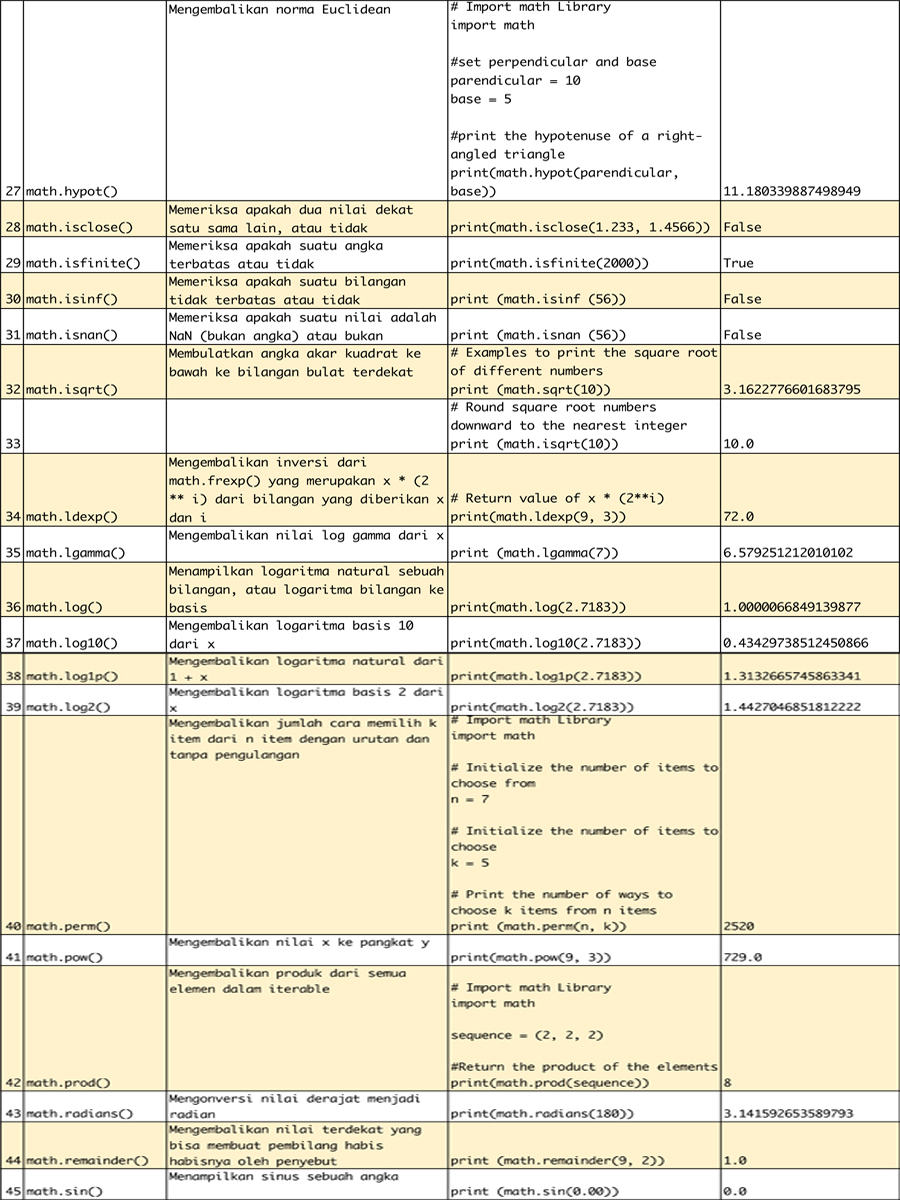 Mengembalikan norma Euclidean
# Import math Library
import math
#set perpendicular and base
parendicular = 10
base = 5
#print the hypotenuse of a right-
angled triangle
print(math.hypot(parendicular,
base))
27 math.hypot() 11.180339887498949
Memeriksa apakah dua nilai dekat
satu sama lain, atau tidak
28 math.isclose() print(math.isclose(1.233, 1.4566)) False
Memeriksa apakah suatu angka
terbatas atau tidak
29 math.isfinite() print(math.isfinite(2000)) True
Memeriksa apakah suatu bilangan
tidak terbatas atau tidak
30 math.isinf() print (math.isinf (56)) False
Memeriksa apakah suatu nilai adalah
NaN (bukan angka) atau bukan
31 math.isnan() print (math.isnan (56)) False
Membulatkan angka akar kuadrat ke
bawah ke bilangan bulat terdekat
# Examples to print the square root
of different numbers
32 math.isqrt() print (math.sqrt(10)) 3.1622776601683795
# Round square root numbers
downward to the nearest integer
33 print (math.isqrt(10)) 10.0
Mengembalikan inversi dari
math.frexp() yang merupakan x * (2
** i) dari bilangan yang diberikan x
dan i
# Return value of x * (2**i)
34 math.ldexp() print(math.ldexp(9, 3)) 72.0
Mengembalikan nilai log gamma dari x
35 math.lgamma() print (math.lgamma(7)) 6.579251212010102
Menampilkan logaritma natural sebuah
bilangan, atau logaritma bilangan ke
basis
36 math.log() print(math.log(2.7183)) 1.0000066849139877
Mengembalikan logaritma basis 10
dari x
37 math.log10() print(math.log10(2.7183)) 0.43429738512450866
Mengembalikan logaritma natural dari
1 + x
38 math.log1p() print(math.log1p(2.7183)) 1.3132665745863341
Mengembalikan logaritma basis 2 dari
x
39 math.log2() print(math.log2(2.7183)) 1.4427046851812222
Mengembalikan jumlah cara memilih k
item dari n item dengan urutan dan
tanpa pengulangan
# Import math Library
import math
# Initialize the number of items to
choose from
n = 7
# Initialize the number of items to
choose
k = 5
# Print the number of ways to
choose k items from n items
40 math.perm() print (math.perm(n, k)) 2520
Mengembalikan nilai x ke pangkat y
41 math.pow() print(math.pow(9, 3)) 729.0
Mengembalikan produk dari semua
elemen dalam iterable
# Import math Library
import math
sequence = (2, 2, 2)
#Return the product of the elements
42 math.prod() print(math.prod(sequence)) 8
Mengonversi nilai derajat menjadi
radian
43 math.radians() print(math.radians(180)) 3.141592653589793
Mengembalikan nilai terdekat yang
bisa membuat pembilang habis
habisnya oleh penyebut
44 math.remainder() print (math.remainder(9, 2)) 1.0
Menampilkan sinus sebuah angka
45 math.sin() print (math.sin(0.00)) 0.0